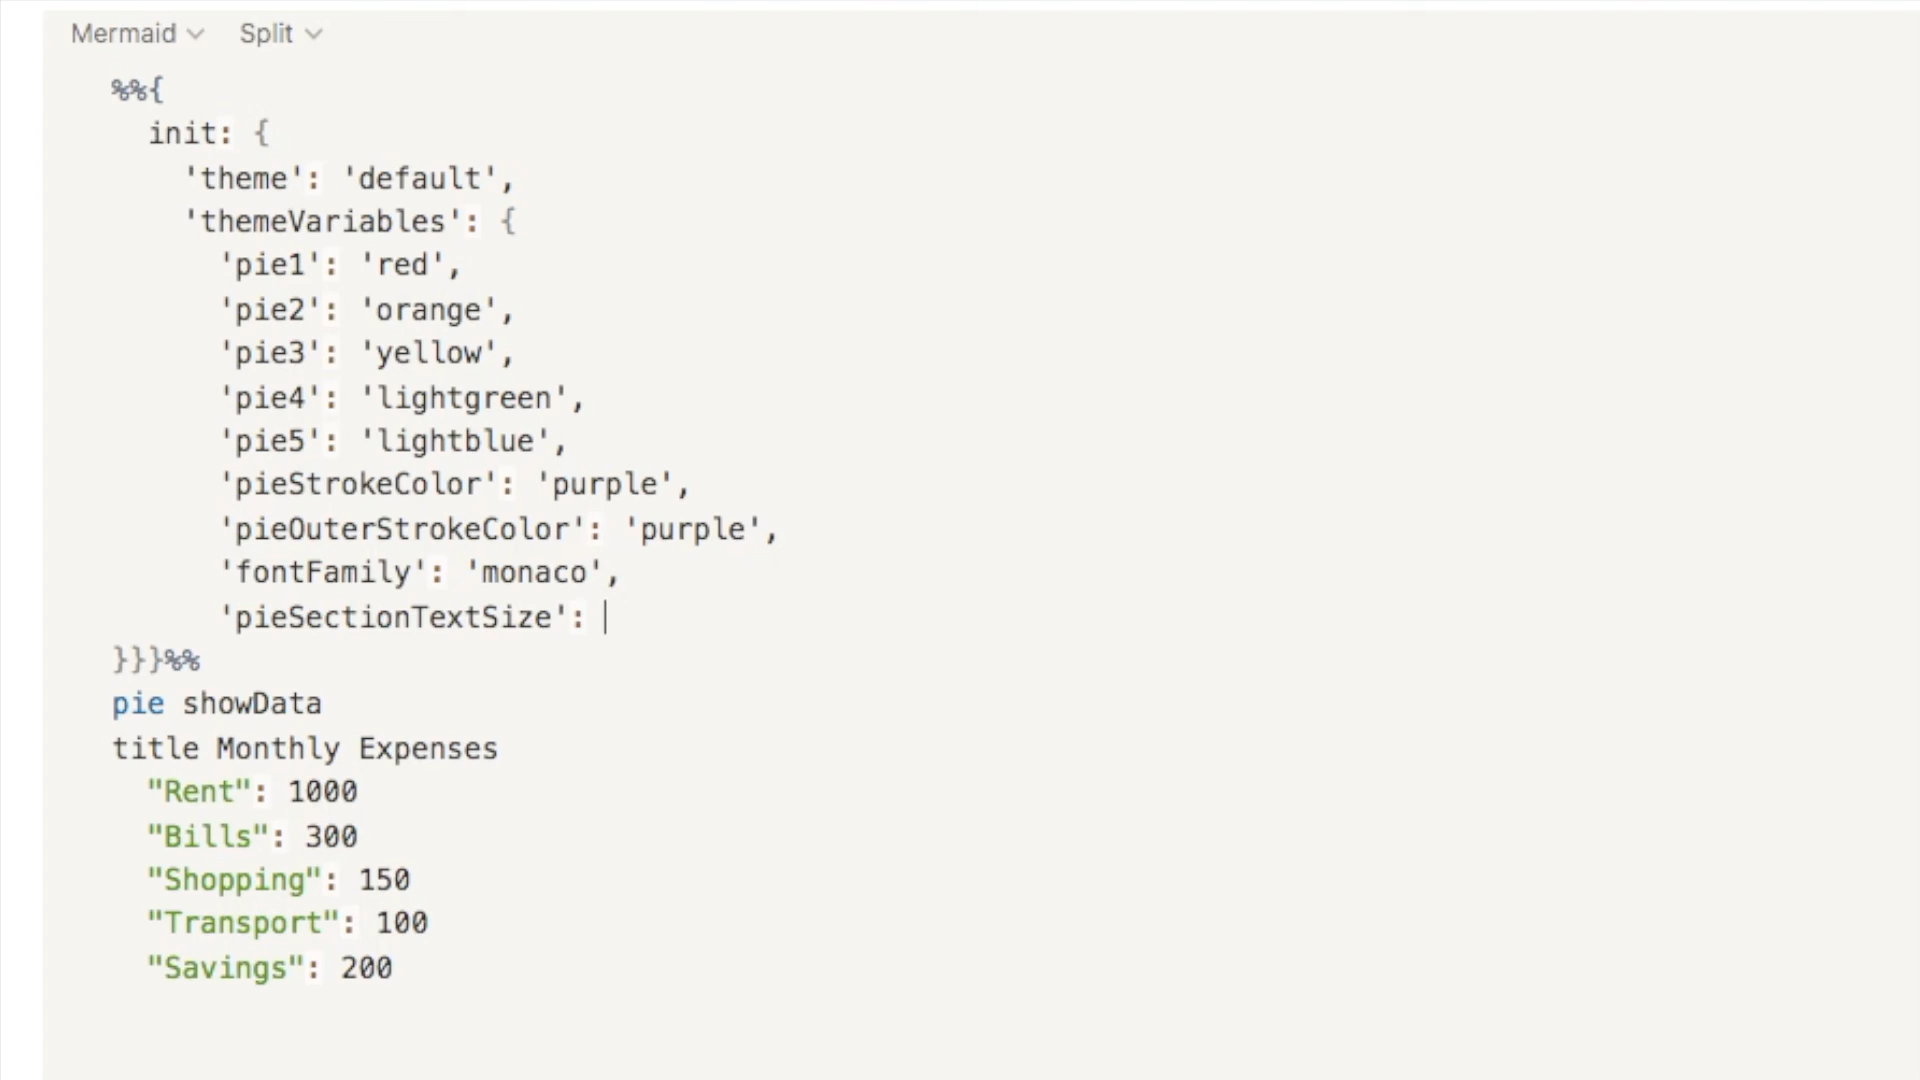 Mermaid Split
%%{
init: {
'theme': 'default',
'themeVariables': {
'pie1': 'red',
'pie2': 'orange',
'pie3': 'yellow',
'pie4': 'lightgreen',
'pie5': 'lightblue',
'pieStrokeColor': 'purple',
'pieOuterStrokeColor': 'purple',
'fontFamily': 'monaco',
'pieSectionTextSize':
}}}%%
pie showData
title Monthly Expenses
"Rent": 1000
"Bills": 300
"Shopping": 150
"Transport": 100
"Savings": 200